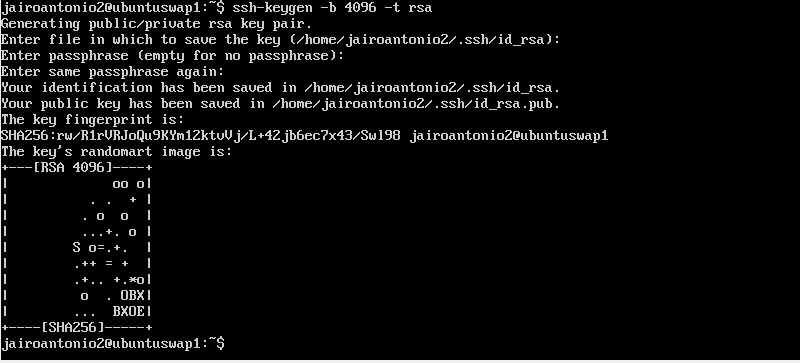 jairoantonio2@ubuntuswap1:~$ ssh-keygen -b 4096 -t rsa
Generating public/private rsa key pair.
Enter file in which to save the key (/home/jairoantonio2/.ssh/id_rsa):
Enter passphrase (empty for no passphrase):
Enter same passphrase again:
Your identification has been saved in /home/jairoantonio2/.ssh/id_rsa.
Your public key has been saved in /home/jairoantonio2/.ssh/id_rsa.pub.
The key fingerprint is:
SHA256:rw/R1rVRJoQu9KYm12ktvVj/L+42jb6ec7x43/Swl98 jairoantonio2@ubuntuswap1
The key's randomart image is:
+---[RSA 4096]----+
|             oo o|
|          . .  + |
|         . o  o  |
|         ...+. o |
|        S o=.+.  |
|        .++ = +  |
|        .+.. +.*o|
|         o  . OBX|
|        ...  BXOE|
+----[SHA256]-----+
jairoantonio2@ubuntuswap1:~$